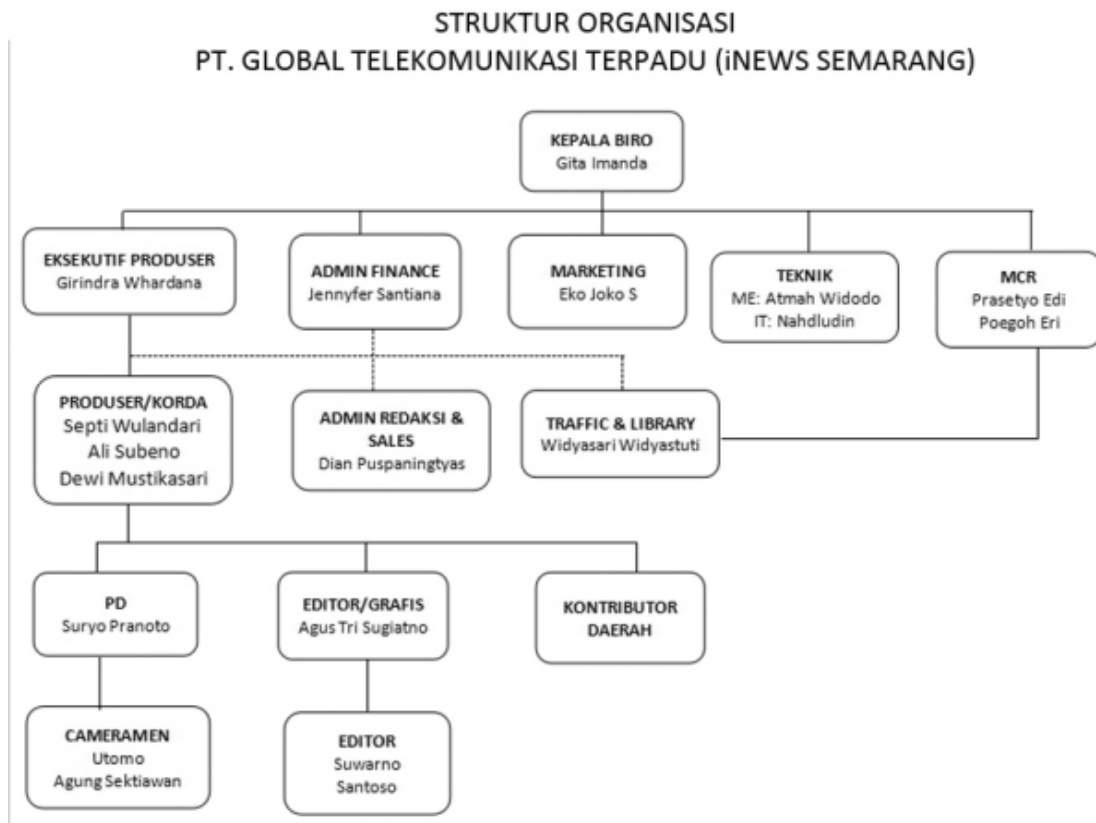 STRUKTUR ORGANISASI
PT. GLOBAL TELEKOMUNIKASI TERPADU (iNEWS SEMARANG)
KEPALA BIRO
Gita Imanda
EKSEKUTIF PRODUSER
Girindra Whardana
ADMIN FINANCE
Jennyfer Santiana
MARKETING
Eko Joko S
TEKNIK
ME: Atmah Widodo
IT: Nahdludin
MCR
Prasetyo Edi
Poegoh Eri
PRODUSER/KORDA
Septi Wulandari
Ali Subeno
Dewi Mustikasari
ADMIN REDAKSI &
SALES
Dian Puspaningtyas
TRAFFIC & LIBRARY
Widyasari Widyastuti
PD
Suryo Pranoto
EDITOR/GRAFIS
Agus Tri Sugiatno
KONTRIBUTOR
DAERAH
CAMERAMEN
Utomo
Agung Sektiawan
EDITOR
Suwarno
Santoso